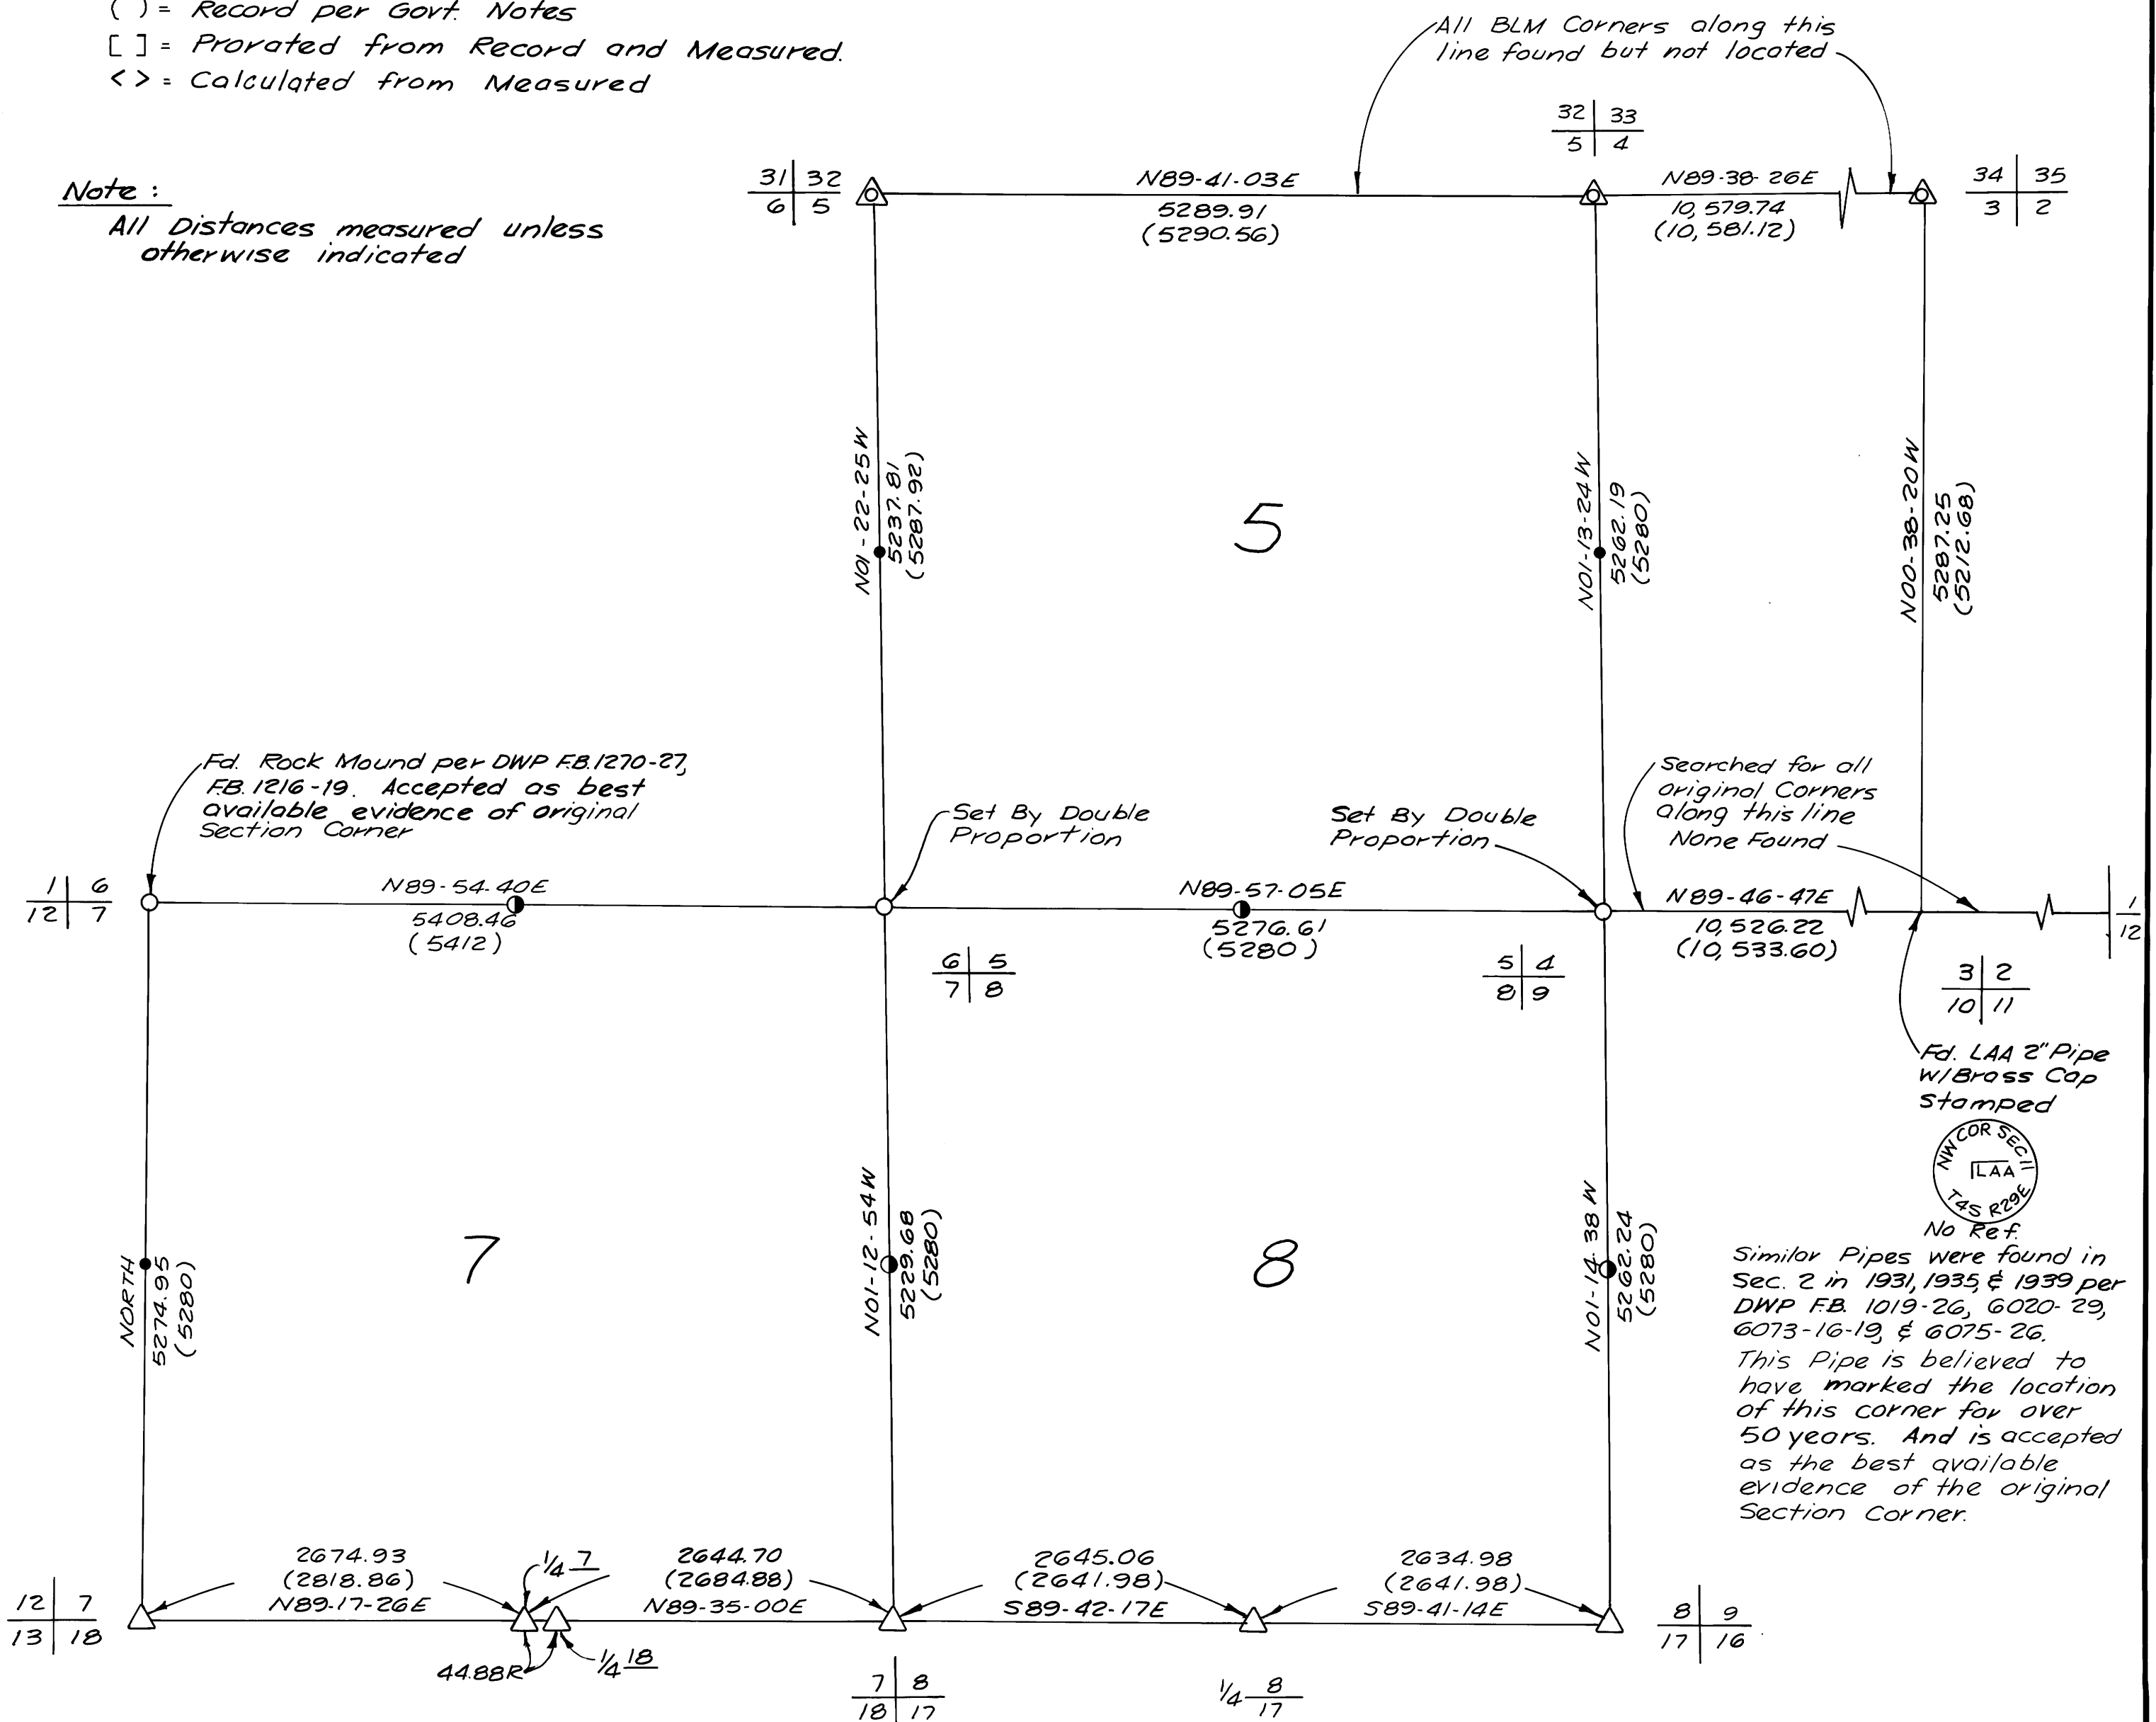 ( ) = Record per Govt. Notes
[ ] = Prorated from Record and Measured.
< > = Calculated from Measured
Note :
All Distances measured unless
otherwise indicated
All BLM Corners along this
line found but not located
31 32
6 5
N89-41-03E
5289.91
(5290.56)
32 33
5 4
N89-38-26E
10,579.74
(10,581.12)
34 35
3 2
N01-22-25W
5237.81
(5287.92)
5
N01-13-24W
5262.19
(5280)
N00-38-20W
5287.25
(5212.68)
Fd. Rock Mound per DWP F.B. 1270-27,
F.B. 1216-19. Accepted as best
available evidence of original
Section Corner
Set By Double
Proportion
Set By Double
Proportion
Searched for all
original Corners
along this line
None Found
1 6
12 7
N89-54-40E
5408.46
(5412)
6 5
7 8
N89-57-05E
5276.61
(5280)
5 4
8 9
N89-46-47E
10,526.22
(10,533.60)
1
12
3 2
10 11
Fd. LAA 2" Pipe
W/Brass Cap
Stamped
NW COR SEC 11
LAA
T4S R29E
No Ref.
Similar Pipes were found in
Sec. 2 in 1931, 1935, & 1939 per
DWP F.B. 1019-26, 6020-29,
6073-16-19, & 6075-26.
This Pipe is believed to
have marked the location
of this corner for over
50 years. And is accepted
as the best available
evidence of the original
Section Corner.
NORTH
5274.95
(5280)
7
N01-12-54W
5229.68
(5280)
8
N01-14-38W
5262.24
(5280)
12 7
13 18
2674.93
(2818.86)
N89-17-26E
1/4 7
44.88R
1/4 18
2644.70
(2684.88)
N89-35-00E
7 8
18 17
2645.06
(2641.98)
S89-42-17E
1/4 8
17
2634.98
(2641.98)
S89-41-14E
8 9
17 16